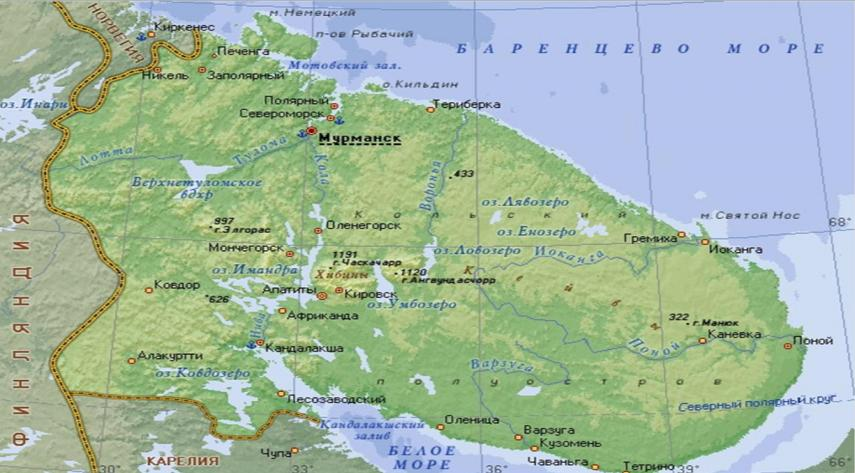 м.Немецкий
НОРВЕГИЯ
Киркенес
п-ов Рыбачий
БАРЕНЦЕВО МОРЕ
Печенга
Мотовский зал.
Никель
Заполярный
о.Кильдин
оз.Инари
Полярный
Териберка
Североморск
Мурманск
Лотта
Тулома
Кола
Воронья
433
Верхнетуломское
вдхр
оз.Лявозеро
997
г.Элгорас
Оленегорск
Кольский
м.Святой Нос
68°
оз.Енозеро
Гремиха
Иоканга
Мончегорск
1191
г.Часкачарр
оз.Ловозеро
Иоканга
оз.Имандра
Хибины
1120
г.Ангвундасчорр
Кейвы
Ковдор
626
Апатиты
Кировск
оз.Умбозеро
Африканда
322
г.Манюк
ФИНЛЯНДИЯ
Нива
Кандалакша
Каневка
Поной
Поной
Алакуртти
оз.Ковдозеро
Варзуга
полуостров
Лесозаводский
Северный полярный круг
Кандалакшский
залив
Оленица
Варзуга
Чупа
БЕЛОЕ
МОРЕ
Кузомень
КАРЕЛИЯ
Чаваньга
Тетрино
30°
33
36
39°
66°